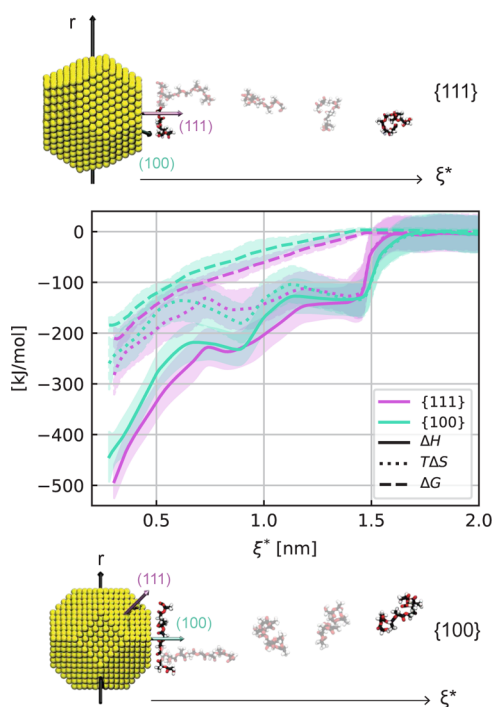 r
{111}
(111)
(100)
ξ*
0
−100
−200
−300
−400
−500
[kJ/mol]
{111}
{100}
ΔH
TΔS
ΔG
0.5 1.0 1.5 2.0
ξ* [nm]
r
(111)
(100)
{100}
ξ*